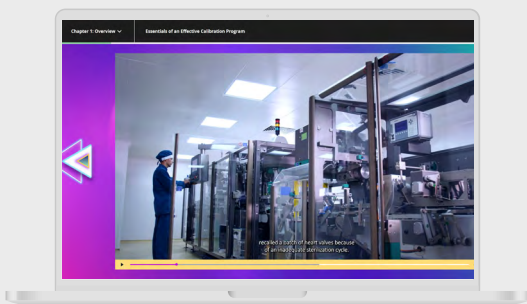 Chapter 1: Overview
Essentials of an Effective Calibration Program
recalled a batch of heart valves because
of an inadequate sterilization cycle.